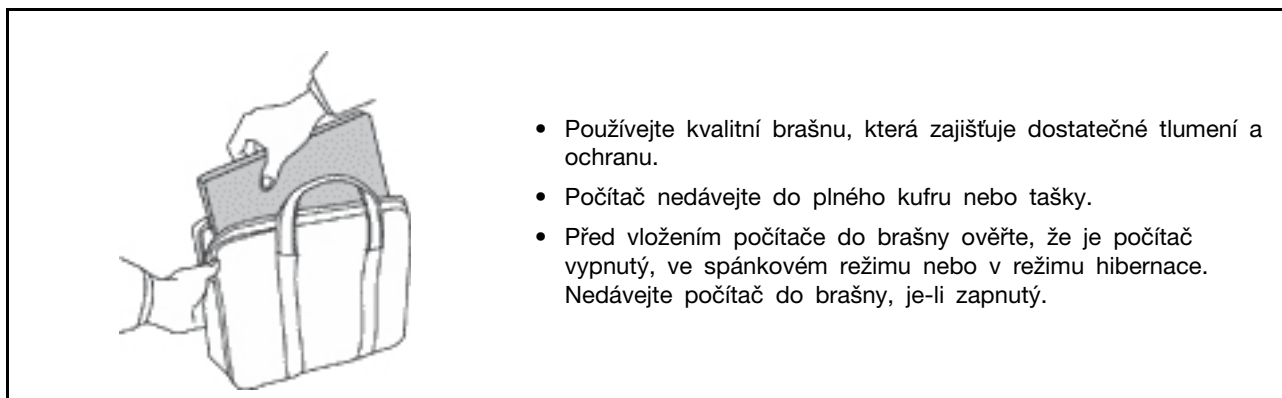 • Používejte kvalitní brašnu, která zajišťuje dostatečné tlumení a
ochranu.
• Počítač nedávejte do plného kufru nebo tašky.
• Před vložením počítače do brašny ověřte, že je počítač
vypnutý, ve spánkovém režimu nebo v režimu hibernace.
Nedávejte počítač do brašny, je-li zapnutý.